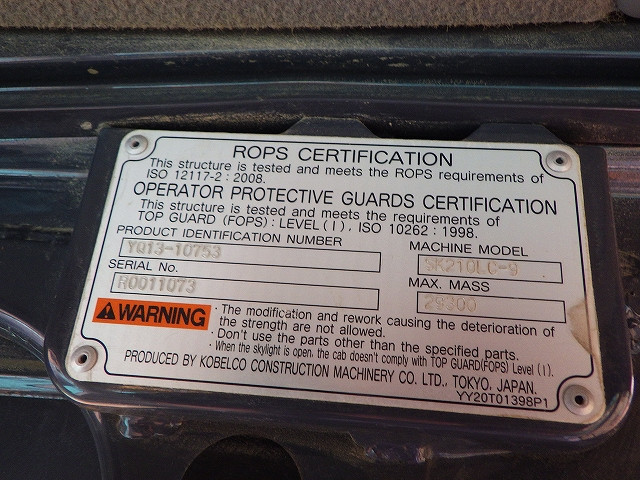 ROPS CERTIFICATION
This structure is tested and meets the ROPS requirements of
ISO 12117-2 : 2008.
OPERATOR PROTECTIVE GUARDS CERTIFICATION
This structure is tested and meets the requirements of
TOP GUARD (FOPS) : LEVEL ( I ) , ISO 10262 : 1998.
PRODUCT IDENTIFICATION NUMBER
YQ13-10753
MACHINE MODEL
SK210LC-9
SERIAL No.
R0011073
MAX. MASS
WARNING
· The modification and rework causing the deterioration of
the strength are not allowed.
· Don't use the parts other than the specified parts.
· When the skylight is open, the cab doesn't comply with TOP GUARD(FOPS) Level ( I ).
PRODUCED BY KOBELCO CONSTRUCTION MACHINERY CO. LTD., TOKYO, JAPAN.
YY20T01398P1